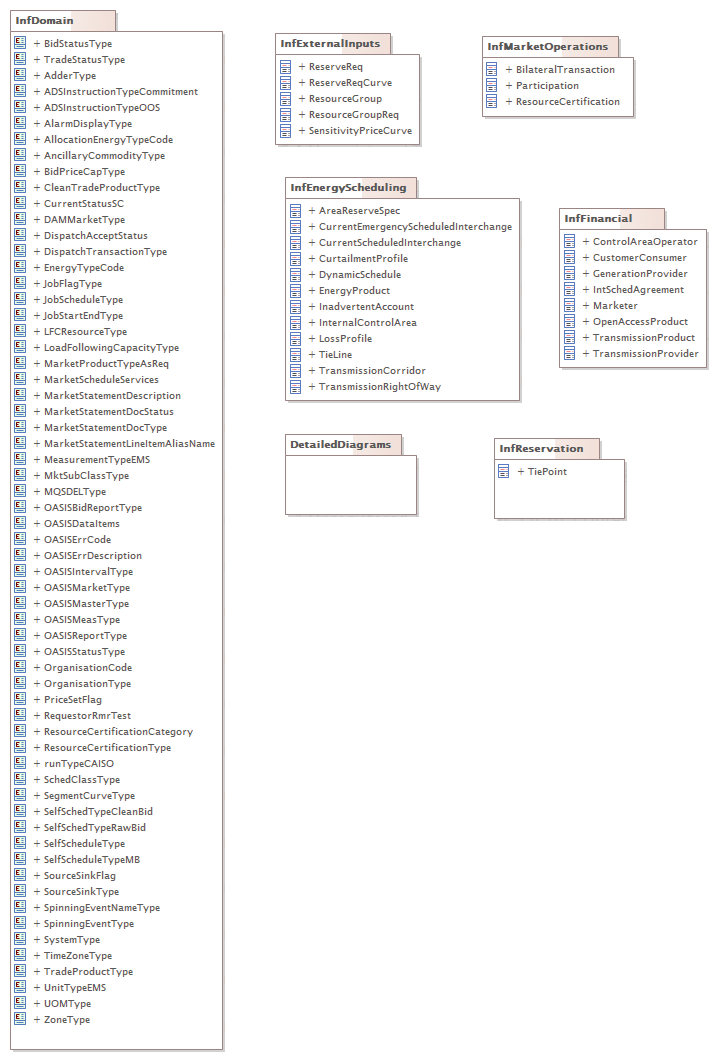 InfDomain
+ BidStatusType
+ TradeStatusType
+ AdderType
+ ADSInstructionTypeCommitment
+ ADSInstructionTypeOOS
+ AlarmDisplayType
+ AllocationEnergyTypeCode
+ AncillaryCommodityType
+ BidPriceCapType
+ CleanTradeProductType
+ CurrentStatusSC
+ DAMMarketType
+ DispatchAcceptStatus
+ DispatchTransactionType
+ EnergyTypeCode
+ JobFlagType
+ JobScheduleType
+ JobStartEndType
+ LFCResourceType
+ LoadFollowingCapacityType
+ MarketProductTypeAsReq
+ MarketScheduleServices
+ MarketStatementDescription
+ MarketStatementDocStatus
+ MarketStatementDocType
+ MarketStatementLineItemAliasName
+ MeasurementTypeEMS
+ MktSubClassType
+ MQSDELType
+ OASISBidReportType
+ OASISDataItems
+ OASISErrCode
+ OASISErrDescription
+ OASISIntervalType
+ OASISMarketType
+ OASISMasterType
+ OASISMeasType
+ OASISReportType
+ OASISStatusType
+ OrganisationCode
+ OrganisationType
+ PriceSetFlag
+ RequestorRmrTest
+ ResourceCertificationCategory
+ ResourceCertificationType
+ runTypeCAISO
+ SchedClassType
+ SegmentCurveType
+ SelfSchedTypeCleanBid
+ SelfSchedTypeRawBid
+ SelfScheduleType
+ SelfScheduleTypeMB
+ SourceSinkFlag
+ SourceSinkType
+ SpinningEventNameType
+ SpinningEventType
+ SystemType
+ TimeZoneType
+ TradeProductType
+ UnitTypeEMS
+ UOMType
+ ZoneType
InfExternalInputs
+ ReserveReq
+ ReserveReqCurve
+ ResourceGroup
+ ResourceGroupReq
+ SensitivityPriceCurve
InfMarketOperations
+ BilateralTransaction
+ Participation
+ ResourceCertification
InfEnergyScheduling
+ AreaReserveSpec
+ CurrentEmergencyScheduledInterchange
+ CurrentScheduledInterchange
+ CurtailmentProfile
+ DynamicSchedule
+ EnergyProduct
+ InadvertentAccount
+ InternalControlArea
+ LossProfile
+ TieLine
+ TransmissionCorridor
+ TransmissionRightOfWay
InfFinancial
+ ControlAreaOperator
+ CustomerConsumer
+ GenerationProvider
+ IntSchedAgreement
+ Marketer
+ OpenAccessProduct
+ TransmissionProduct
+ TransmissionProvider
DetailedDiagrams
InfReservation
+ TiePoint